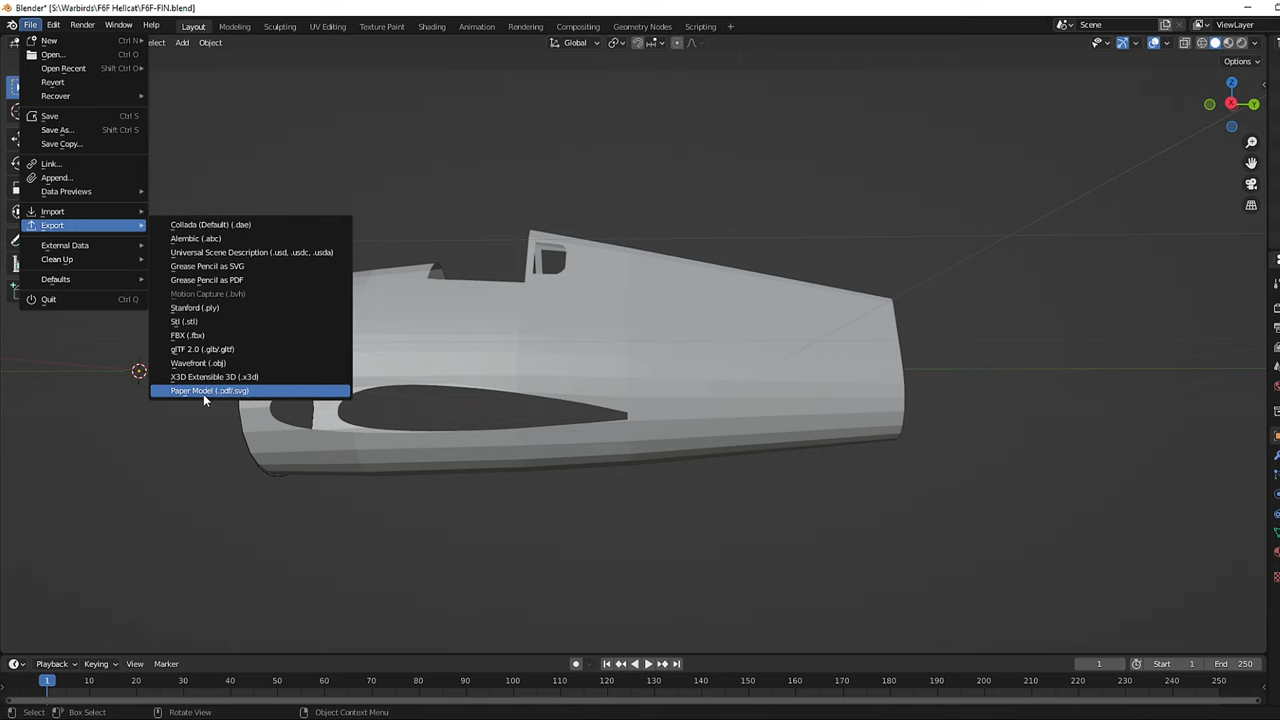 Blender* [S:\Warbirds\F6F Hellcat\F6F-FIN.blend]
File Edit Render Window Help Layout Modeling Sculpting UV Editing Texture Paint Shading Animation Rendering Compositing Geometry Nodes Scripting + Scene ViewLayer
New Ctrl N
elect Add Object Global
Open... Ctrl O
Options
Open Recent Shift Ctrl O
Revert
Recover
Save Ctrl S
Save As... Shift Ctrl S
Save Copy...
Link...
Append...
Data Previews
Import
Export
External Data
Clean Up
Defaults
Quit Ctrl Q
Collada (Default) (.dae)
Alembic (.abc)
Universal Scene Description (.usd, .usdc, .usda)
Grease Pencil as SVG
Grease Pencil as PDF
Motion Capture (.bvh)
Stanford (.ply)
Stl (.stl)
FBX (.fbx)
glTF 2.0 (.glb/.gltf)
Wavefront (.obj)
X3D Extensible 3D (.x3d)
Paper Model (.pdf/.svg)
Z
Y
X
Playback Keying View Marker 1 Start 1 End 250
1 10 20 30 40 50 60 70 80 90 100 110 120 130 140 150 160 170 180 190 200 210 220 230 240 250
Select Box Select Rotate View Object Context Menu